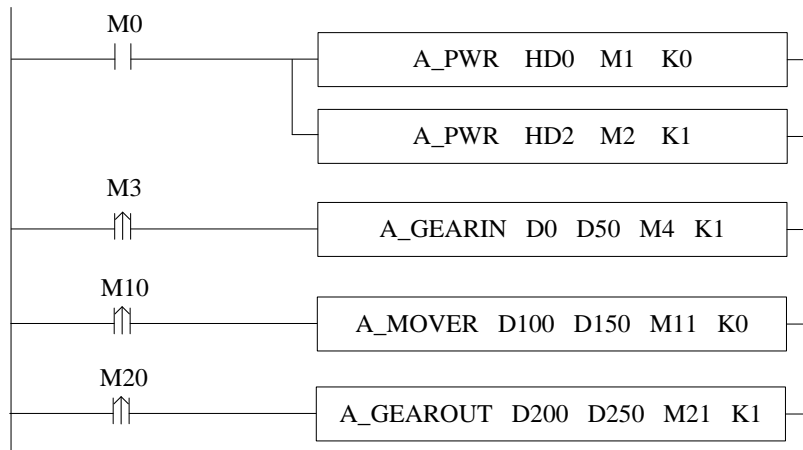 M0
A_PWR HD0 M1 K0
A_PWR HD2 M2 K1
M3
A_GEARIN D0 D50 M4 K1
M10
A_MOVER D100 D150 M11 K0
M20
A_GEAROUT D200 D250 M21 K1